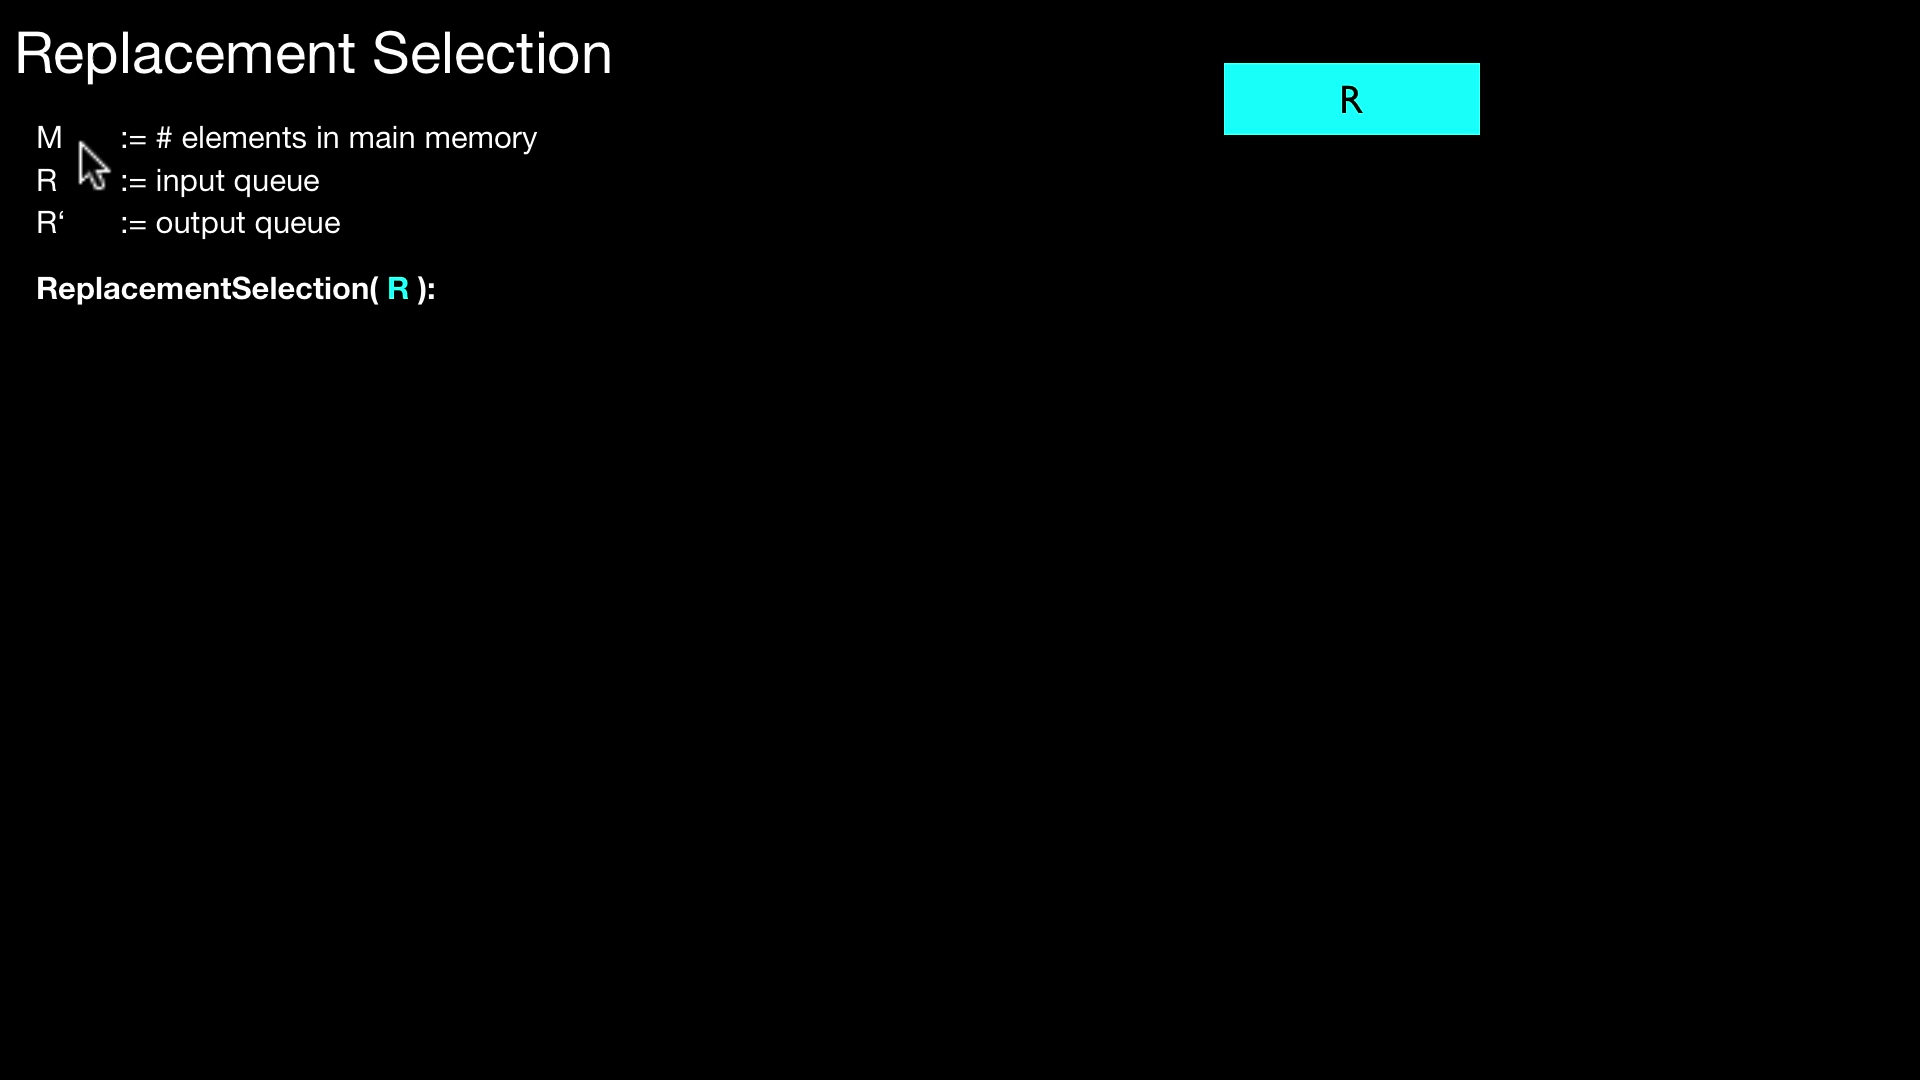 Replacement Selection
R
M := # elements in main memory
R := input queue
R‘ := output queue
ReplacementSelection( R ):